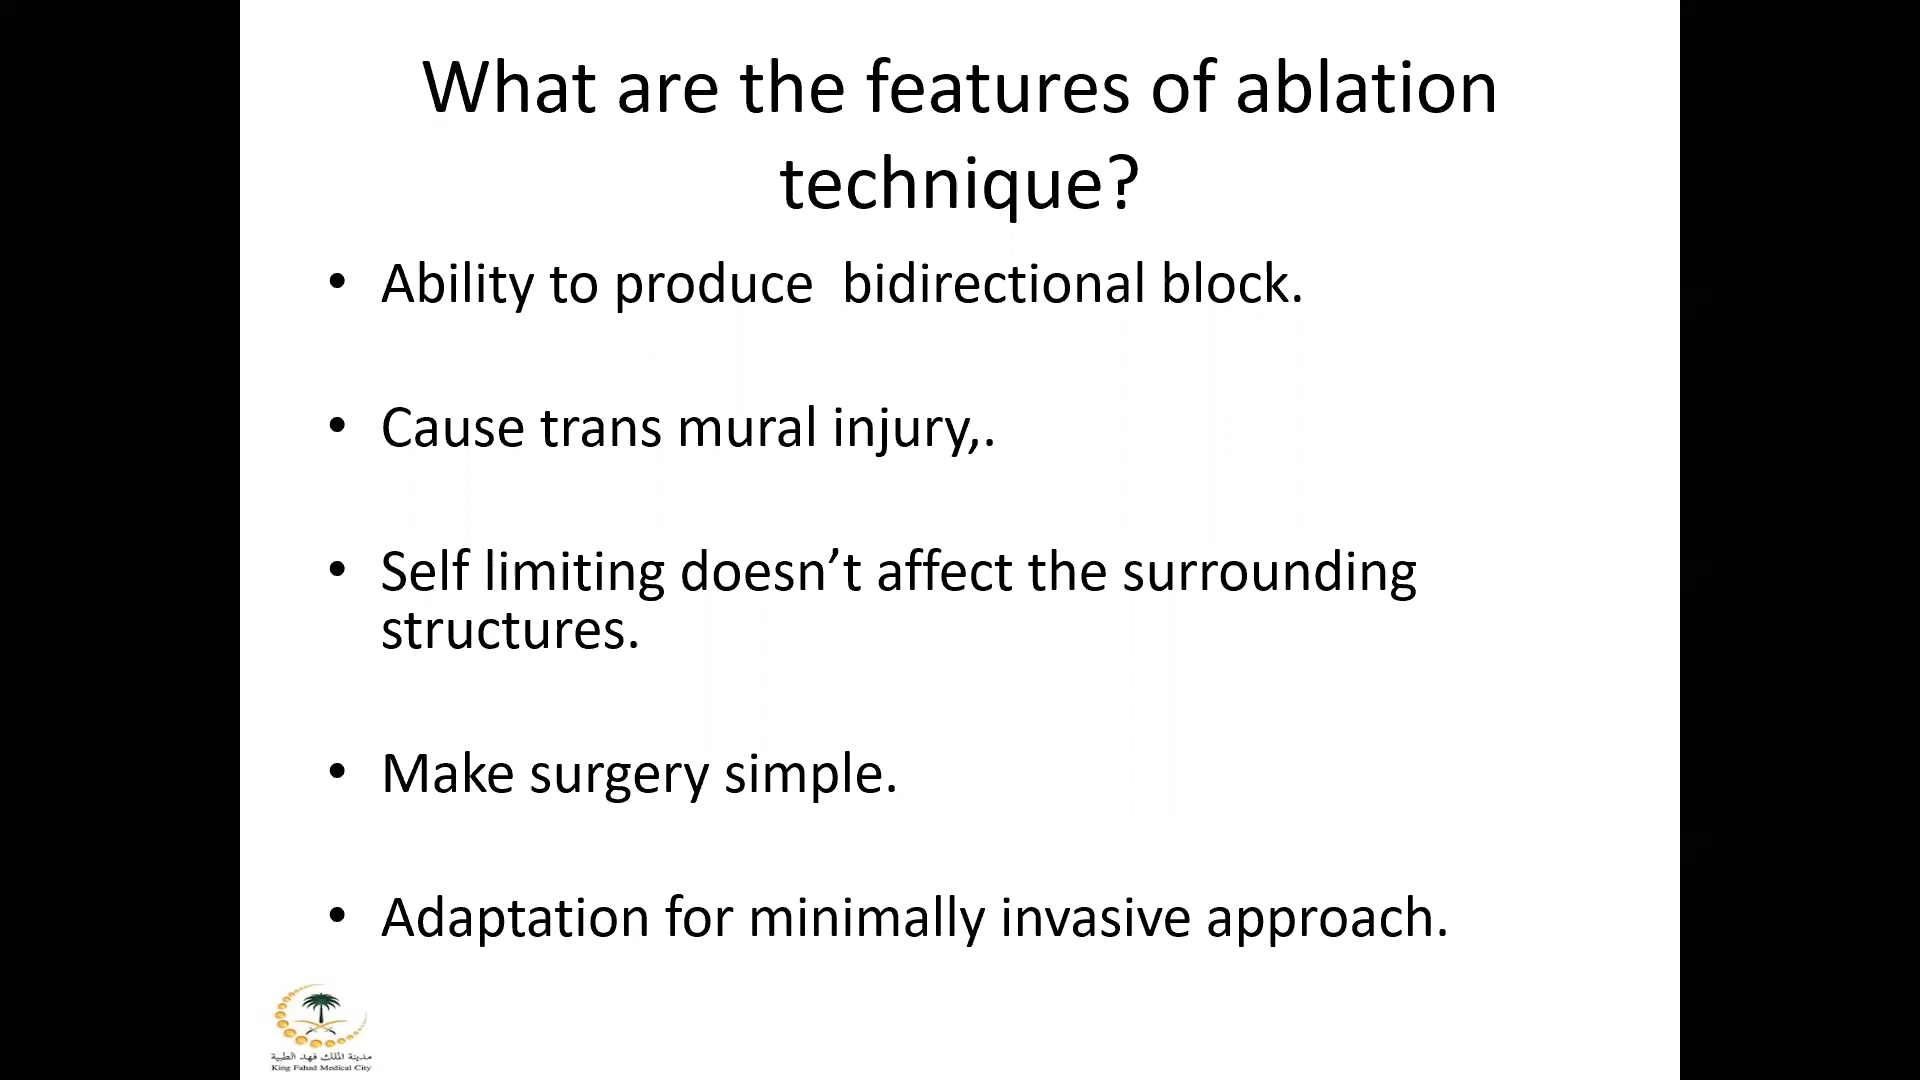 What are the features of ablation
technique?
• Ability to produce  bidirectional block.
• Cause trans mural injury,.
• Self limiting doesn’t affect the surrounding
structures.
• Make surgery simple.
• Adaptation for minimally invasive approach.
مدينة الملك فهد الطبية
King Fahad Medical City